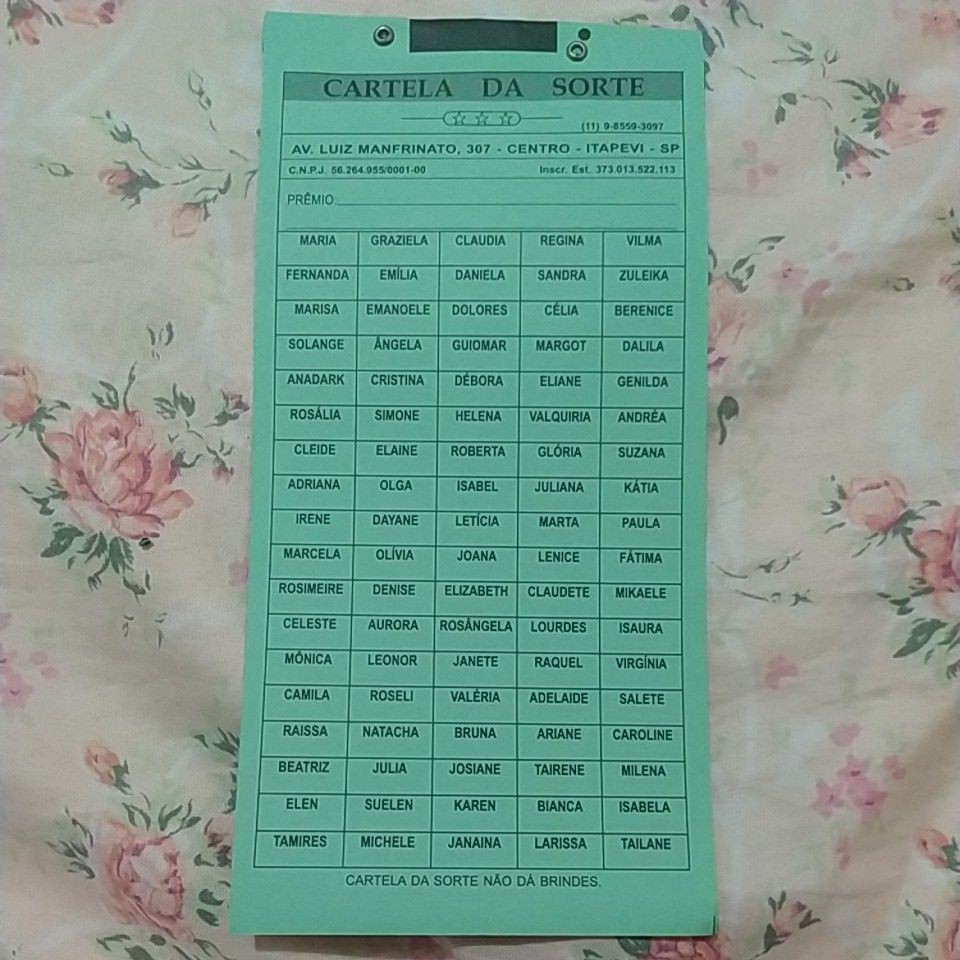 CARTELA DA SORTE
(11) 9-8559-3097
AV. LUIZ MANFRINATO, 307 - CENTRO - ITAPEVI - SP
C.N.P.J. 56.264.955/0001-00 Inscr. Est. 373.013.522.113
PRÊMIO
MARIA GRAZIELA CLAUDIA REGINA VILMA
FERNANDA EMÍLIA DANIELA SANDRA ZULEIKA
MARISA EMANOELE DOLORES CÉLIA BERENICE
SOLANGE ÂNGELA GUIOMAR MARGOT DALILA
ANADARK CRISTINA DÉBORA ELIANE GENILDA
ROSÁLIA SIMONE HELENA VALQUIRIA ANDRÉA
CLEIDE ELAINE ROBERTA GLÓRIA SUZANA
ADRIANA OLGA ISABEL JULIANA KÁTIA
IRENE DAYANE LETÍCIA MARTA PAULA
MARCELA OLÍVIA JOANA LENICE FÁTIMA
ROSIMEIRE DENISE ELIZABETH CLAUDETE MIKAELE
CELESTE AURORA ROSÂNGELA LOURDES ISAURA
MÔNICA LEONOR JANETE RAQUEL VIRGÍNIA
CAMILA ROSELI VALÉRIA ADELAIDE SALETE
RAISSA NATACHA BRUNA ARIANE CAROLINE
BEATRIZ JULIA JOSIANE TAIRENE MILENA
ELEN SUELEN KAREN BIANCA ISABELA
TAMIRES MICHELE JANAINA LARISSA TAILANE
CARTELA DA SORTE NÃO DÁ BRINDES.